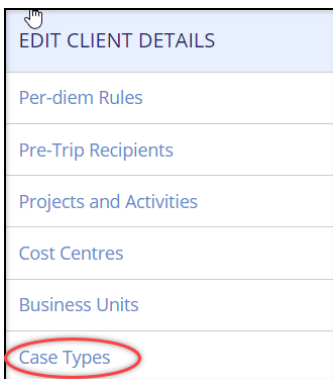 EDIT CLIENT DETAILS
Per-diem Rules
Pre-Trip Recipients
Projects and Activities
Cost Centres
Business Units
Case Types